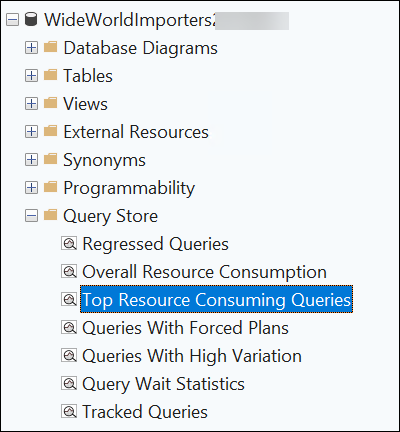 WideWorldImporters
Database Diagrams
Tables
Views
External Resources
Synonyms
Programmability
Query Store
Regressed Queries
Overall Resource Consumption
Top Resource Consuming Queries
Queries With Forced Plans
Queries With High Variation
Query Wait Statistics
Tracked Queries